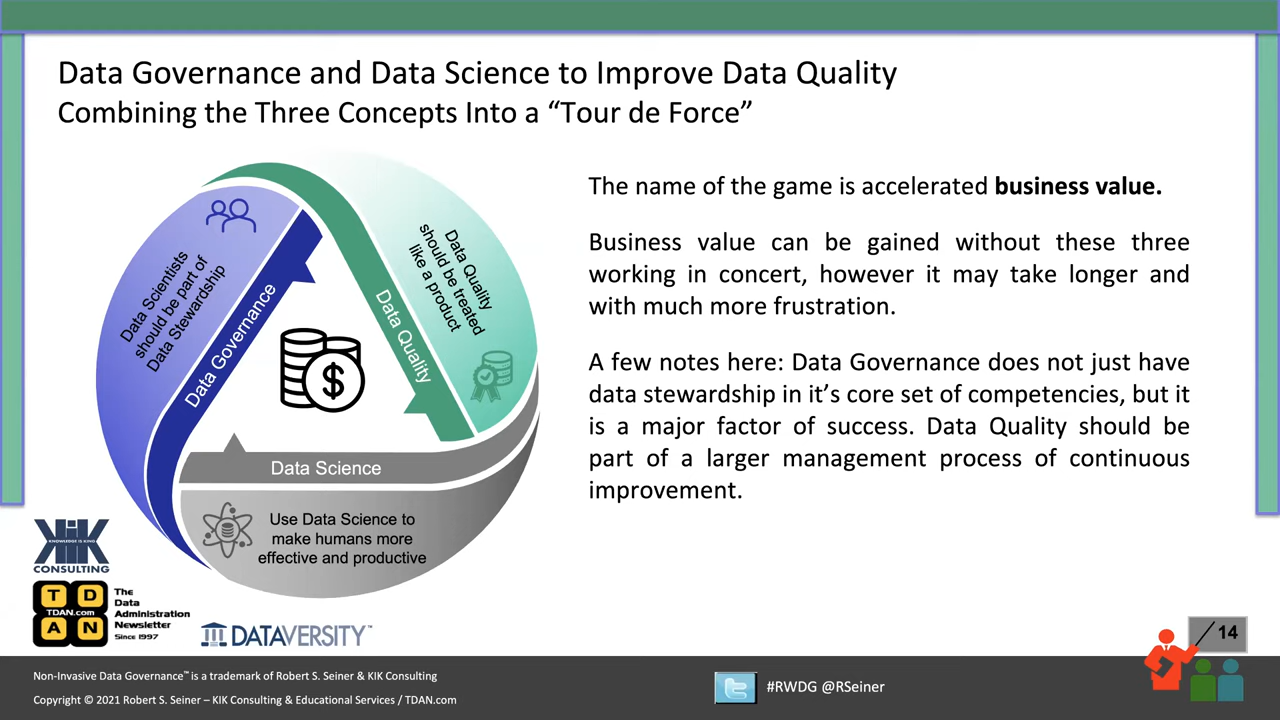 Data Governance and Data Science to Improve Data Quality
Combining the Three Concepts Into a “Tour de Force”
Data Scientists
should be part of
Data Stewardship
Data Governance
Data Quality
should be treated
like a product
Data Quality
$
Data Science
Use Data Science to
make humans more
effective and productive
The name of the game is accelerated business value.
Business value can be gained without these three
working in concert, however it may take longer and
with much more frustration.
A few notes here: Data Governance does not just have
data stewardship in it’s core set of competencies, but it
is a major factor of success. Data Quality should be
part of a larger management process of continuous
improvement.
KIK
KNOWLEDGE IS KING
CONSULTING
T D
TDAN.com
A N
The
Data
Administration
Newsletter
Since 1997
DATAVERSITY™
14
Non-Invasive Data Governance™ is a trademark of Robert S. Seiner & KIK Consulting
Copyright © 2021 Robert S. Seiner – KIK Consulting & Educational Services / TDAN.com
#RWDG @RSeiner